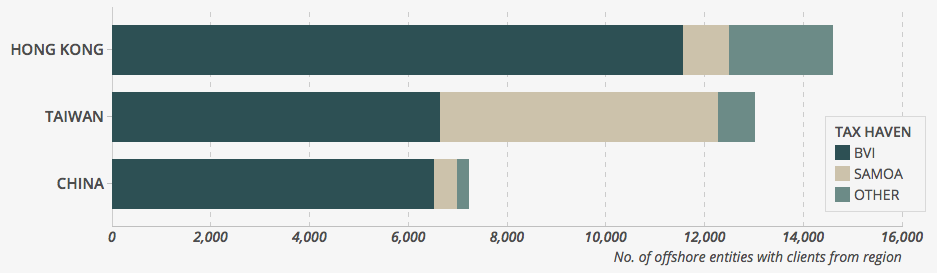 HONG KONG
TAIWAN
CHINA
TAX HAVEN
BVI
SAMOA
OTHER
0 2,000 4,000 6,000 8,000 10,000 12,000 14,000 16,000
No. of offshore entities with clients from region